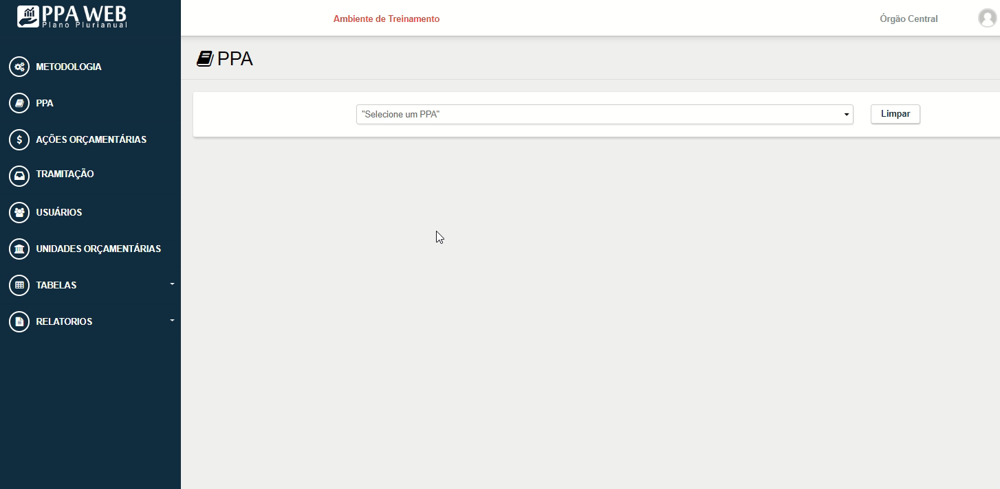 PPA WEB
Plano Plurianual
Ambiente de Treinamento
Órgão Central
METODOLOGIA
PPA
AÇÕES ORÇAMENTÁRIAS
TRAMITAÇÃO
USUÁRIOS
UNIDADES ORÇAMENTÁRIAS
TABELAS
RELATORIOS
PPA
"Selecione um PPA"
Limpar